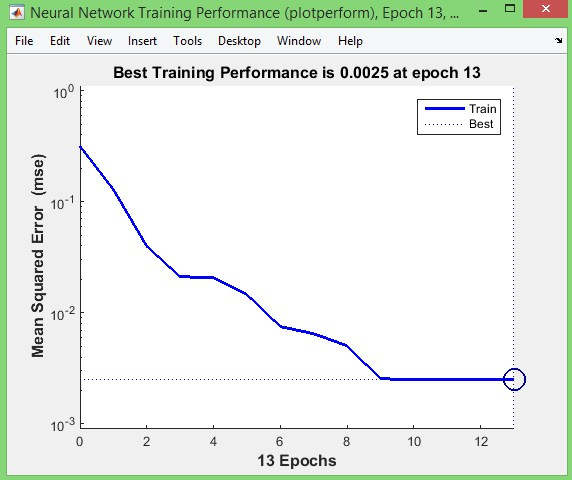 Neural Network Training Performance (plotperform), Epoch 13, ...
File Edit View Insert Tools Desktop Window Help
Best Training Performance is 0.0025 at epoch 13
10^0
10^-1
10^-2
10^-3
Mean Squared Error (mse)
Train
Best
0 2 4 6 8 10 12
13 Epochs